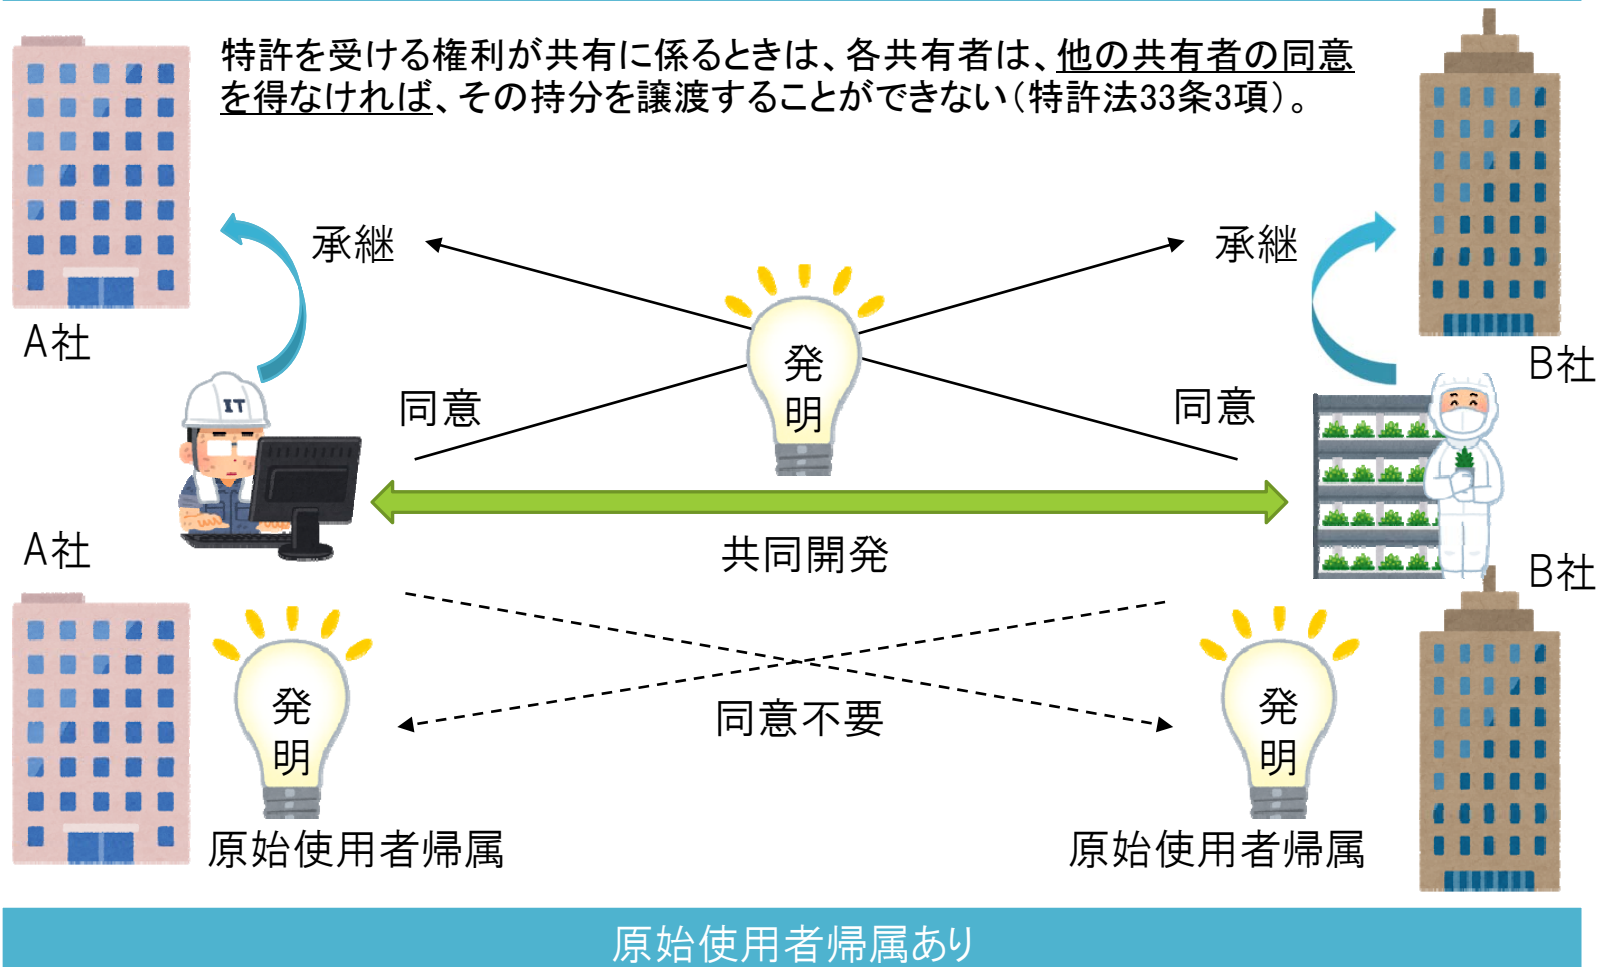 特許を受ける権利が共有に係るときは、各共有者は、他の共有者の同意
を得なければ、その持分を譲渡することができない（特許法33条3項）。
承継
承継
A社
B社
発
明
同意
同意
IT
共同開発
A社
B社
発
明
同意不要
発
明
原始使用者帰属
原始使用者帰属
原始使用者帰属あり